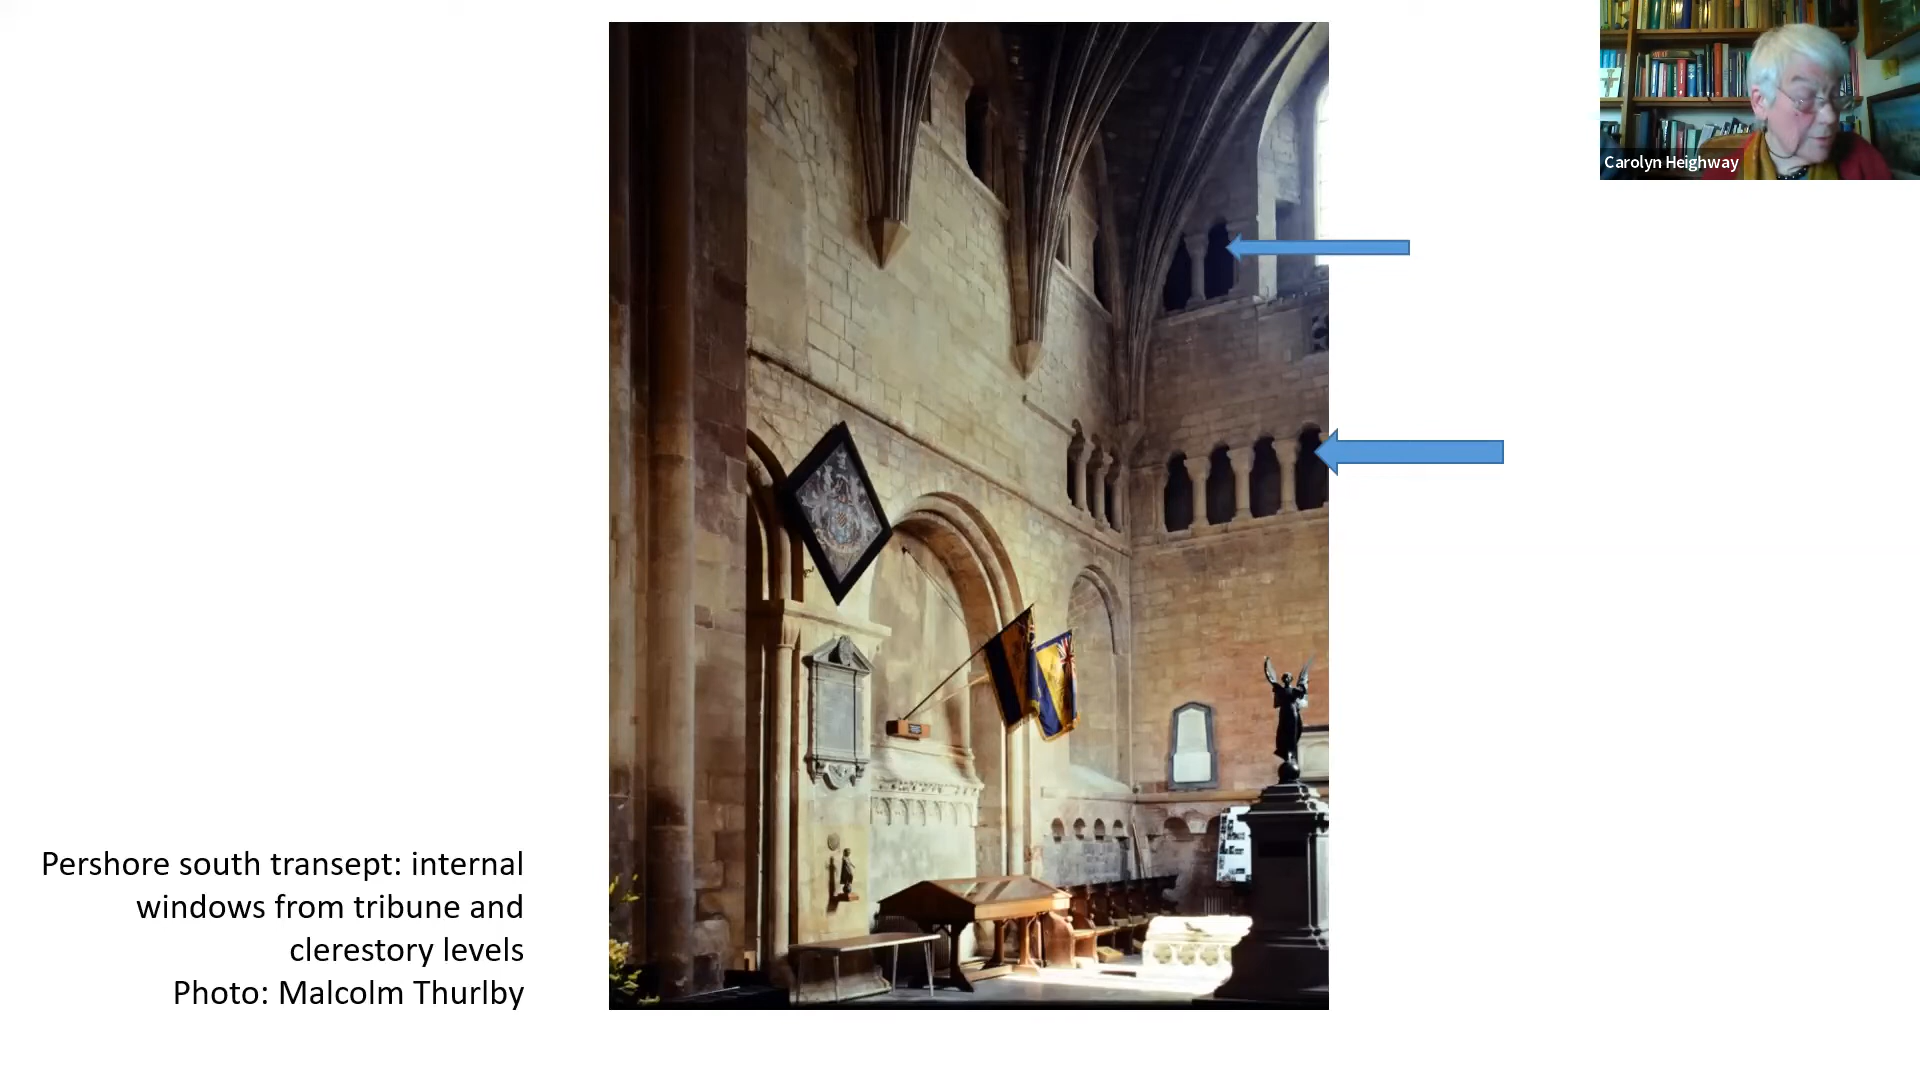 Carolyn Heighway
Pershore south transept: internal
windows from tribune and
clerestory levels
Photo: Malcolm Thurlby